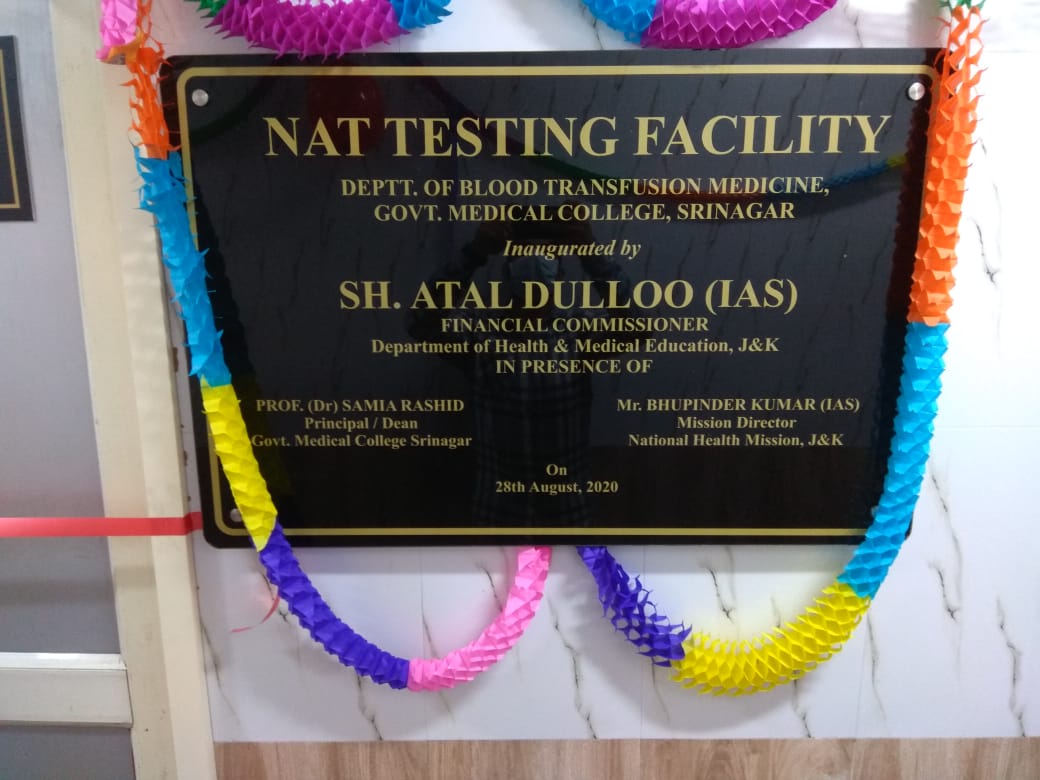 NAT TESTING FACILITY
DEPTT. OF BLOOD TRANSFUSION MEDICINE,
GOVT. MEDICAL COLLEGE, SRINAGAR
Inaugurated by
SH. ATAL DULLOO (IAS)
FINANCIAL COMMISSIONER
Department of Health & Medical Education, J&K
IN PRESENCE OF
PROF. (Dr) SAMIA RASHID
Principal / Dean
Govt. Medical College Srinagar
Mr. BHUPINDER KUMAR (IAS)
Mission Director
National Health Mission, J&K
On
28th August, 2020